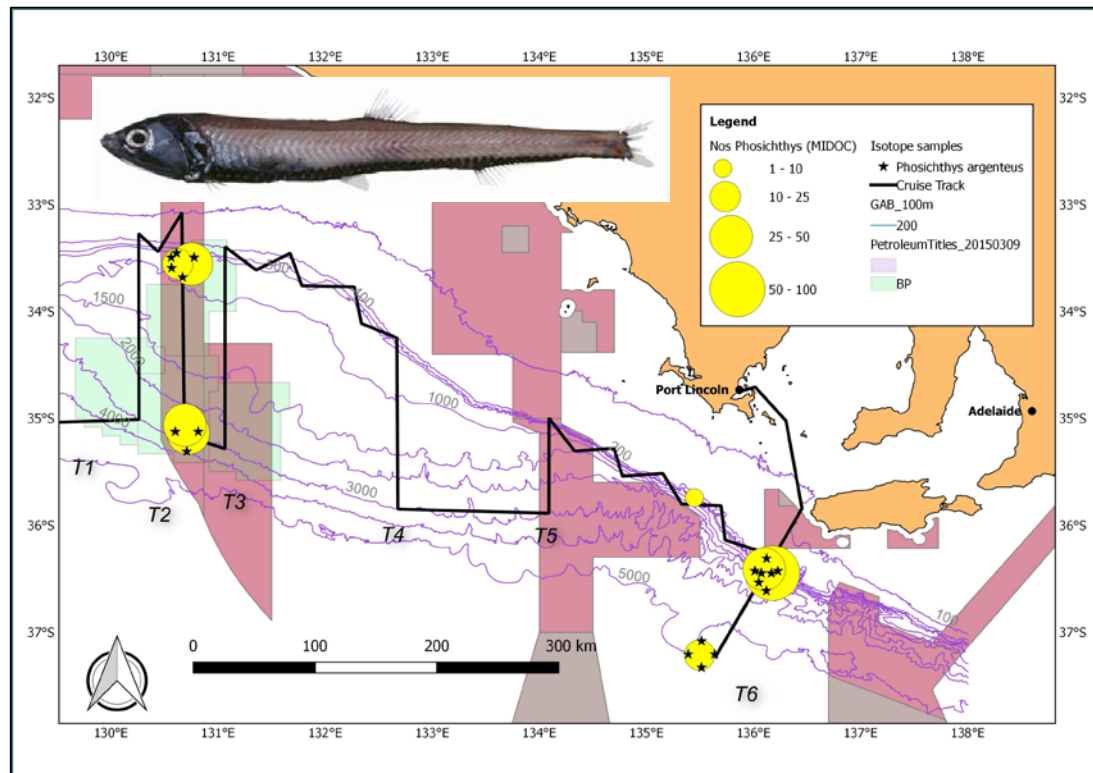 130°E 131°E 132°E 133°E 134°E 135°E 136°E 137°E 138°E
32°S 32°S
33°S 33°S
34°S 34°S
35°S 35°S
36°S 36°S
37°S 37°S
Legend
Nos Phosichthys (MIDOC)
1 - 10
10 - 25
25 - 50
50 - 100
Isotope samples
Phosichthys argenteus
Cruise Track
GAB_100m
200
PetroleumTitles_20150309
BP
500
400
1500
2000
1000
4000
3000
200
5000
100
Port Lincoln
Adelaide
T1
T2
T3
T4
T5
T6
0 100 200 300 km
130°E 131°E 132°E 133°E 134°E 135°E 136°E 137°E 138°E